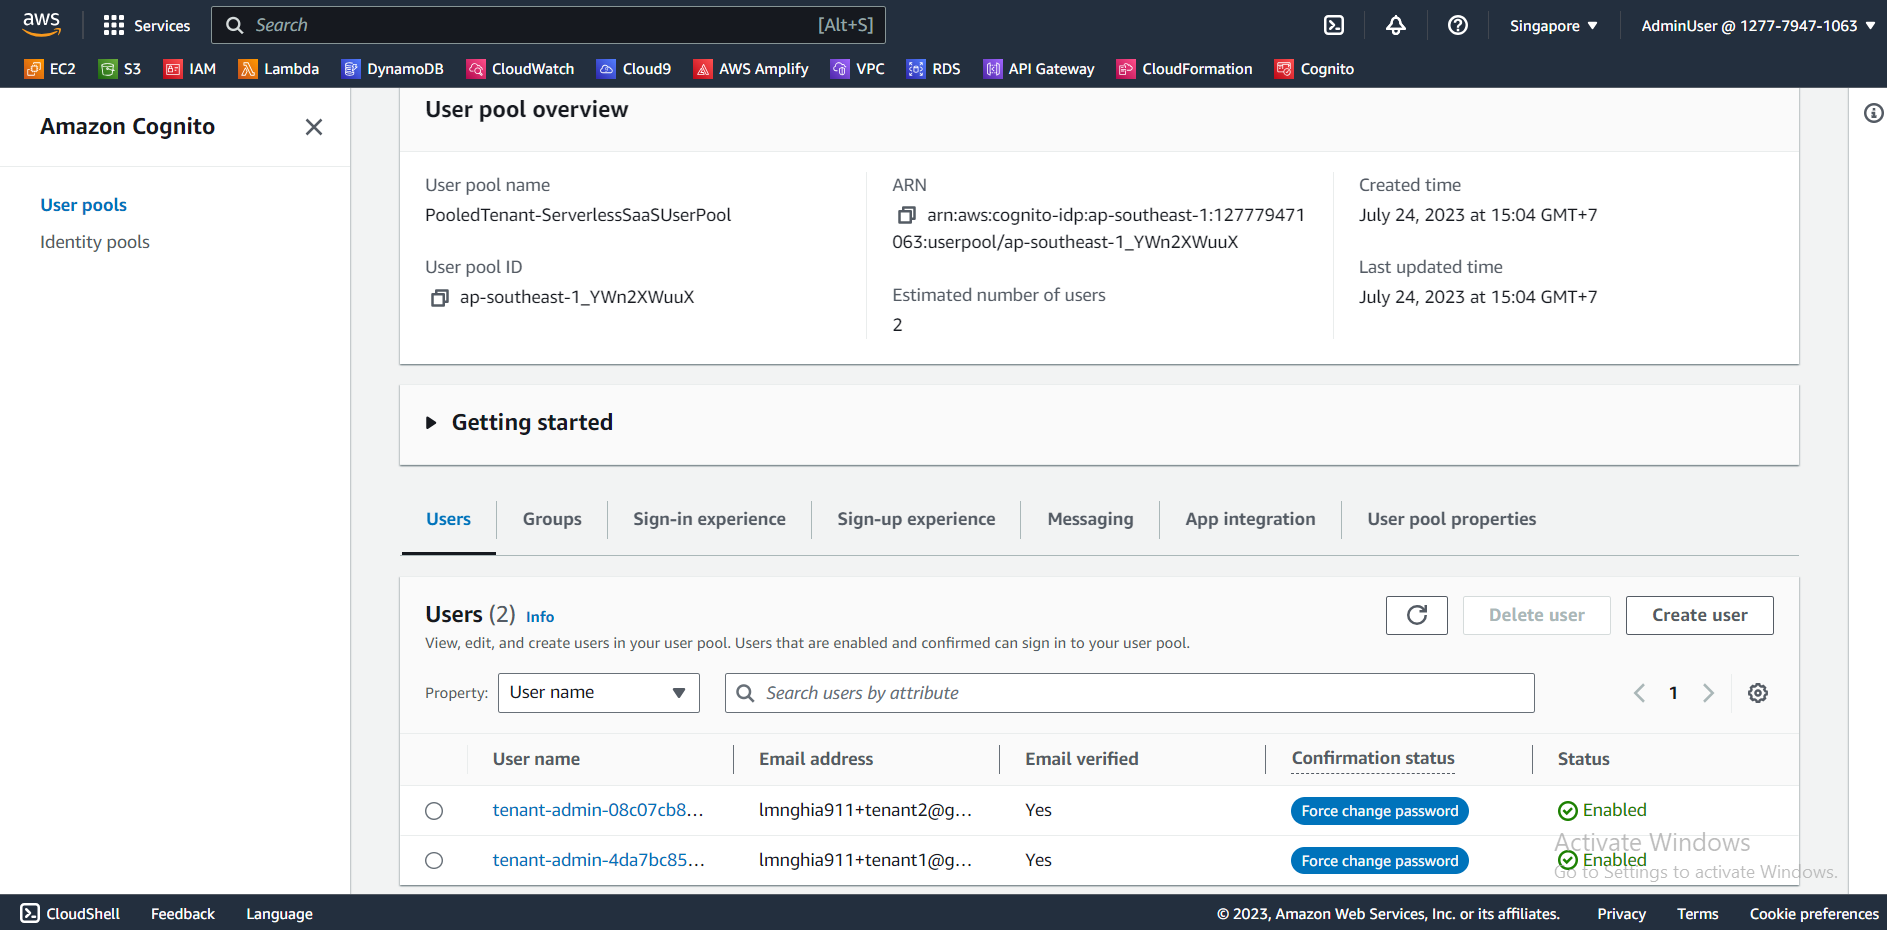 aws
Services
Search [Alt+S]
Singapore
AdminUser @ 1277-7947-1063
EC2 S3 IAM Lambda DynamoDB CloudWatch Cloud9 AWS Amplify VPC RDS API Gateway CloudFormation Cognito
Amazon Cognito
User pools
Identity pools
User pool overview
User pool name
PooledTenant-ServerlessSaaSUserPool
User pool ID
ap-southeast-1_YWn2XWuuX
ARN
arn:aws:cognito-idp:ap-southeast-1:127779471
063:userpool/ap-southeast-1_YWn2XWuuX
Estimated number of users
2
Created time
July 24, 2023 at 15:04 GMT+7
Last updated time
July 24, 2023 at 15:04 GMT+7
Getting started
Users Groups Sign-in experience Sign-up experience Messaging App integration User pool properties
Users (2) Info
View, edit, and create users in your user pool. Users that are enabled and confirmed can sign in to your user pool.
Delete user
Create user
Property: User name
Search users by attribute
1
User name Email address Email verified Confirmation status Status
tenant-admin-08c07cb8... lmnghia911+tenant2@g... Yes Force change password Enabled
tenant-admin-4da7bc85... lmnghia911+tenant1@g... Yes Force change password Enabled
Activate Windows
Go to Settings to activate Windows.
CloudShell Feedback Language
© 2023, Amazon Web Services, Inc. or its affiliates. Privacy Terms Cookie preferences